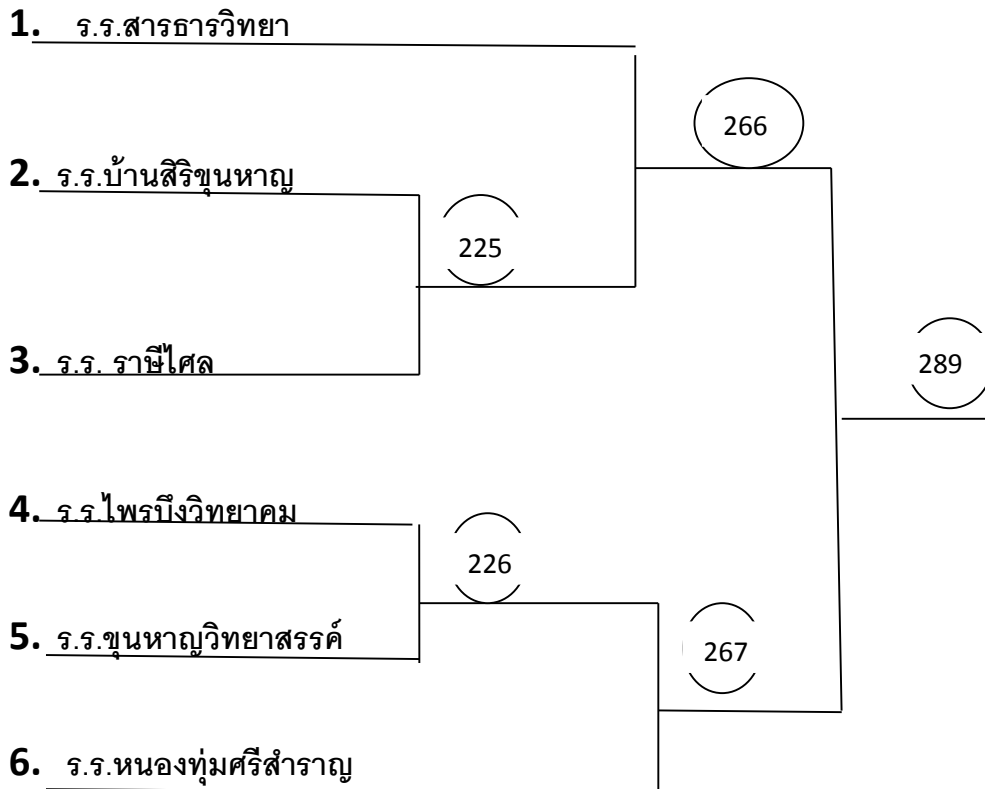 1. ร.ร.สารธารวิทยา
266
2. ร.ร.บ้านสิริขุนหาญ
225
3. ร.ร. ราษีไศล
289
4. ร.ร.ไพรบึงวิทยาคม
226
5. ร.ร.ขุนหาญวิทยาสรรค์
267
6. ร.ร.หนองทุ่มศรีสำราญ